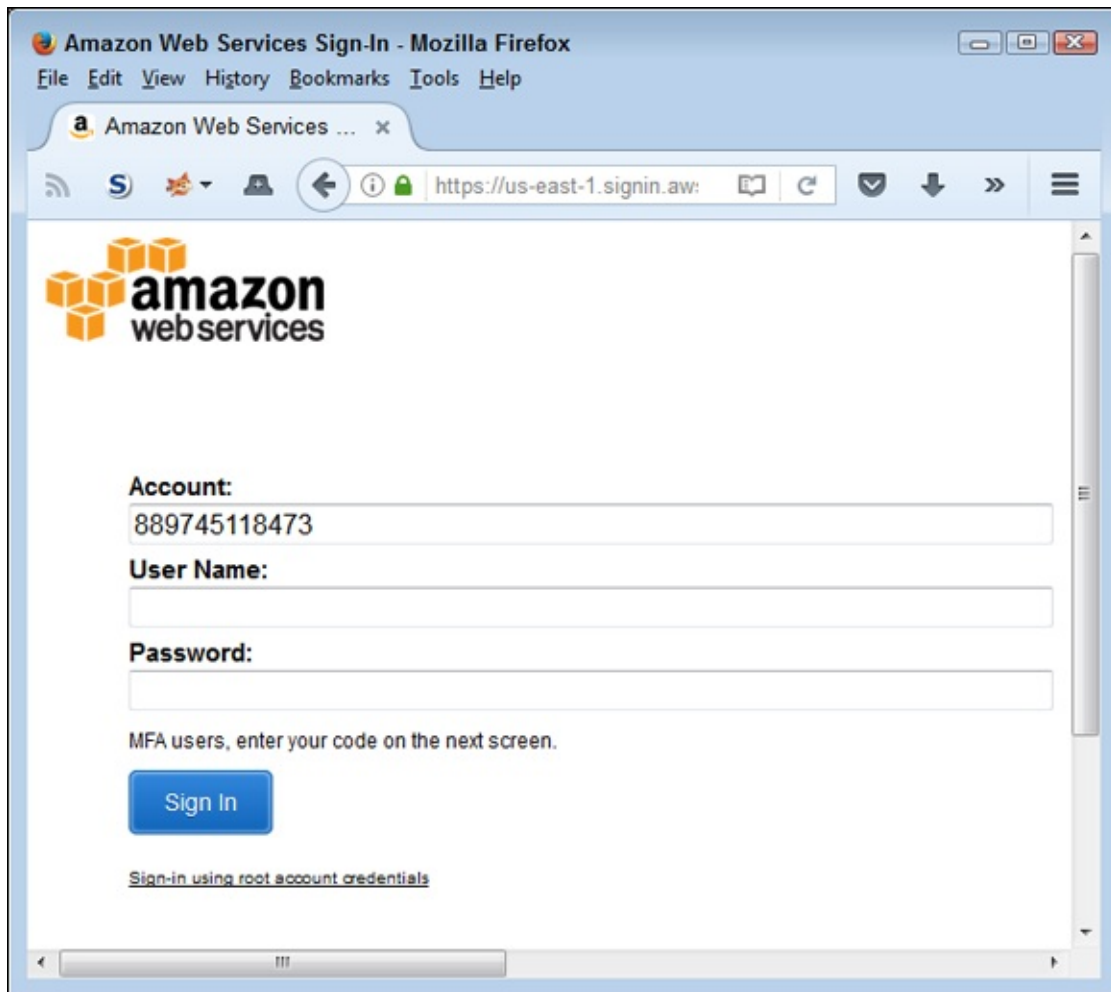 Amazon Web Services Sign-In - Mozilla Firefox
File Edit View History Bookmarks Tools Help
a Amazon Web Services ... ×
S https://us-east-1.signin.aw: »
amazon
web services
Account:
889745118473
User Name:
Password:
MFA users, enter your code on the next screen.
Sign In
Sign-in using root account credentials